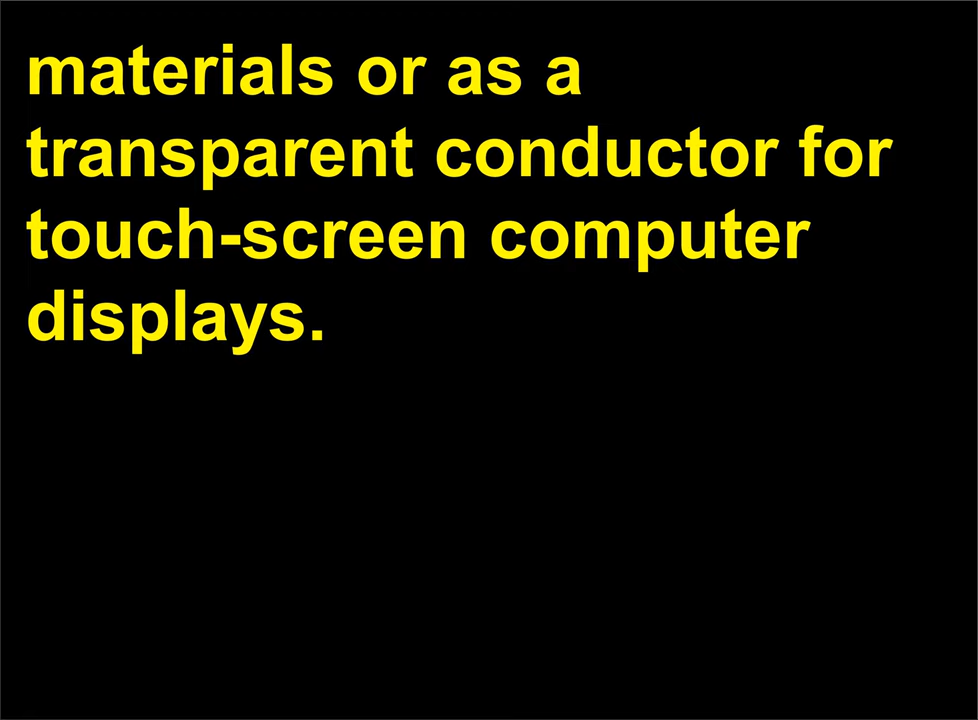 materials or as a
transparent conductor for
touch-screen computer
displays.